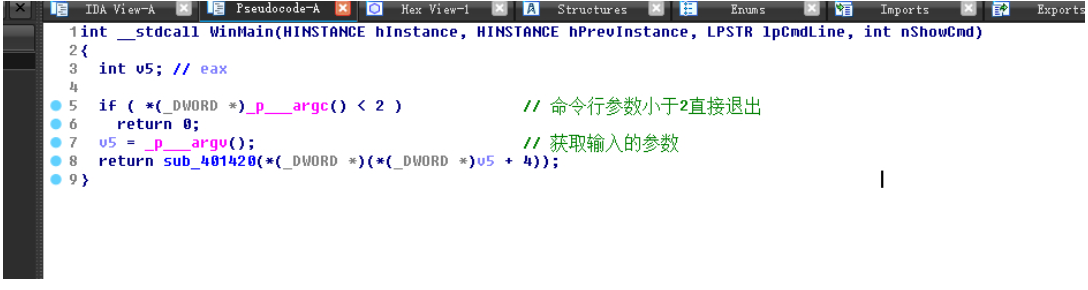 IDA View-A Pseudocode-A Hex View-1 Structures Enums Imports Exports
1 int __stdcall WinMain(HINSTANCE hInstance, HINSTANCE hPrevInstance, LPSTR lpCmdLine, int nShowCmd)
2 {
3 int v5; // eax
4
5 if ( *(_DWORD *)_p___argc() < 2 ) // 命令行参数小于2直接退出
6 return 0;
7 v5 = _p___argv(); // 获取输入的参数
8 return sub_401420(*(_DWORD *)(*(_DWORD *)v5 + 4));
9 }